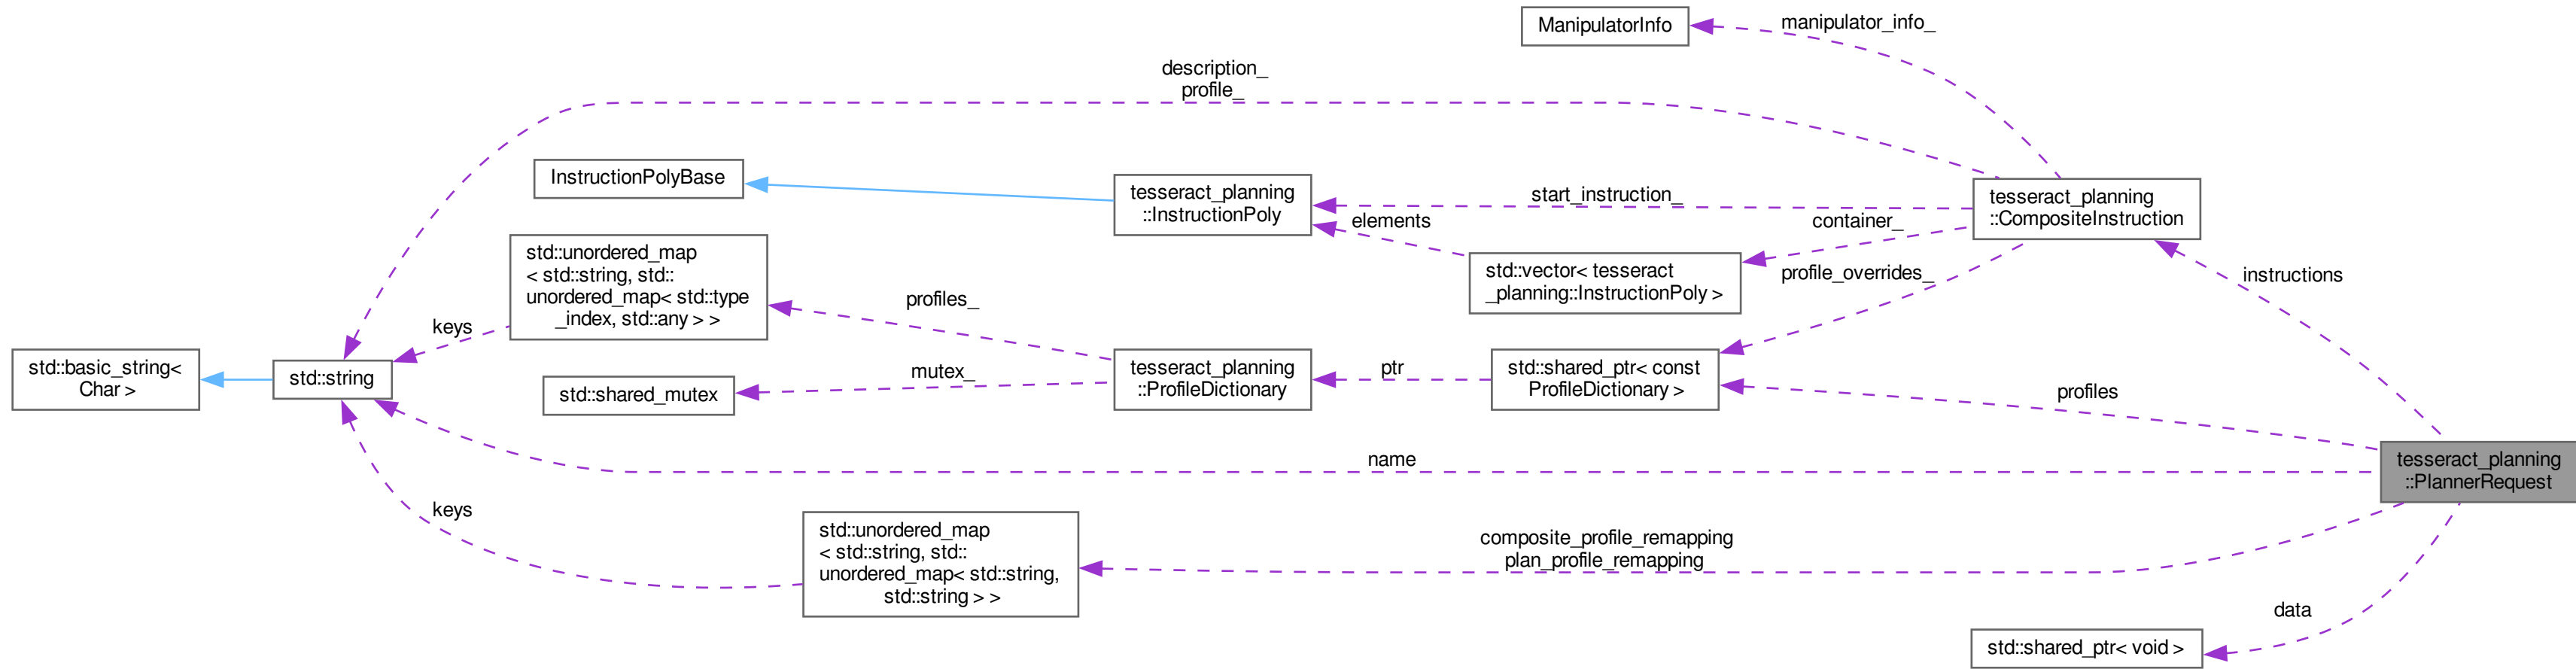 ManipulatorInfo
manipulator_info_
description_
profile_
InstructionPolyBase
tesseract_planning
::InstructionPoly
start_instruction_
tesseract_planning
::CompositeInstruction
elements
container_
std::unordered_map
< std::string, std::
unordered_map< std::type
_index, std::any > >
std::vector< tesseract
_planning::InstructionPoly >
profile_overrides_
instructions
profiles_
keys
std::basic_string<
Char >
std::string
std::shared_mutex
mutex_
tesseract_planning
::ProfileDictionary
ptr
std::shared_ptr< const
ProfileDictionary >
profiles
name
tesseract_planning
::PlannerRequest
keys
std::unordered_map
< std::string, std::
unordered_map< std::string,
std::string > >
composite_profile_remapping
plan_profile_remapping
data
std::shared_ptr< void >